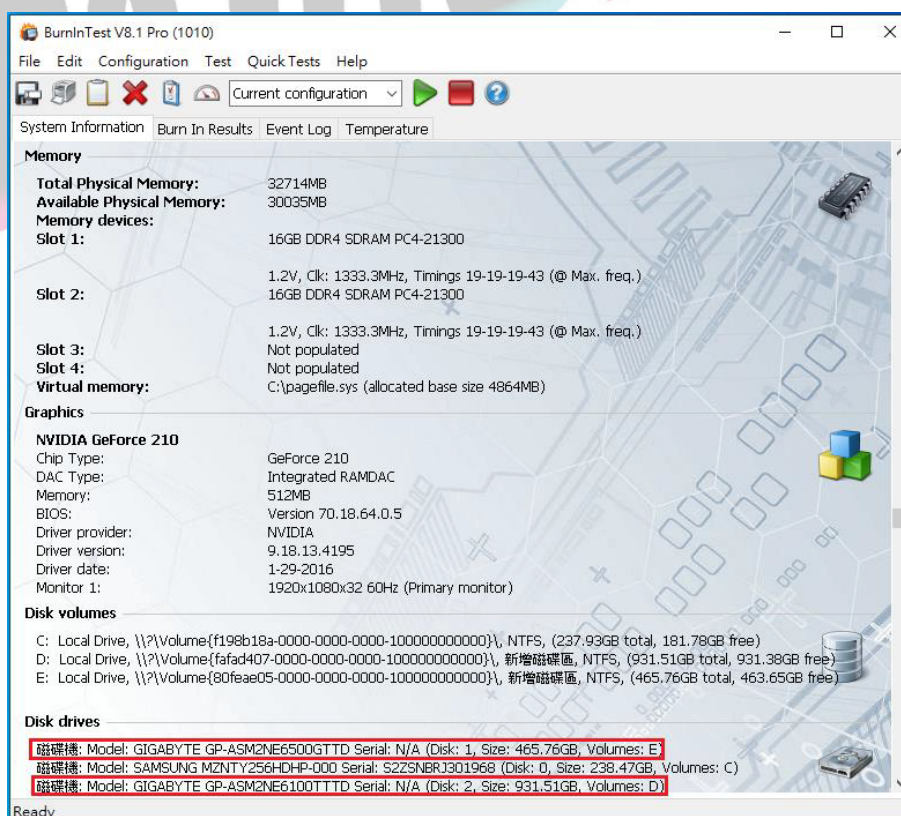 BurnInTest V8.1 Pro (1010)
File Edit Configuration Test Quick Tests Help
Current configuration
System Information Burn In Results Event Log Temperature
Memory
Total Physical Memory: 32714MB
Available Physical Memory: 30035MB
Memory devices:
Slot 1: 16GB DDR4 SDRAM PC4-21300
1.2V, Clk: 1333.3MHz, Timings 19-19-19-43 (@ Max. freq.)
Slot 2: 16GB DDR4 SDRAM PC4-21300
1.2V, Clk: 1333.3MHz, Timings 19-19-19-43 (@ Max. freq.)
Slot 3: Not populated
Slot 4: Not populated
Virtual memory: C:\pagefile.sys (allocated base size 4864MB)
Graphics
NVIDIA GeForce 210
Chip Type: GeForce 210
DAC Type: Integrated RAMDAC
Memory: 512MB
BIOS: Version 70.18.64.0.5
Driver provider: NVIDIA
Driver version: 9.18.13.4195
Driver date: 1-29-2016
Monitor 1: 1920x1080x32 60Hz (Primary monitor)
Disk volumes
C: Local Drive, \\?\Volume{f198b18a-0000-0000-0000-100000000000}\, NTFS, (237.93GB total, 181.78GB free)
D: Local Drive, \\?\Volume{fafad407-0000-0000-0000-100000000000}\, 新增磁碟區, NTFS, (931.51GB total, 931.38GB free)
E: Local Drive, \\?\Volume{80feae05-0000-0000-0000-100000000000}\, 新增磁碟區, NTFS, (465.76GB total, 463.65GB free)
Disk drives
磁碟機: Model: GIGABYTE GP-ASM2NE6500GTTD Serial: N/A (Disk: 1, Size: 465.76GB, Volumes: E)
磁碟機: Model: SAMSUNG MZNTY256HDHP-000 Serial: S2ZSNBRJ301968 (Disk: 0, Size: 238.47GB, Volumes: C)
磁碟機: Model: GIGABYTE GP-ASM2NE6100TTTD Serial: N/A (Disk: 2, Size: 931.51GB, Volumes: D)
Ready